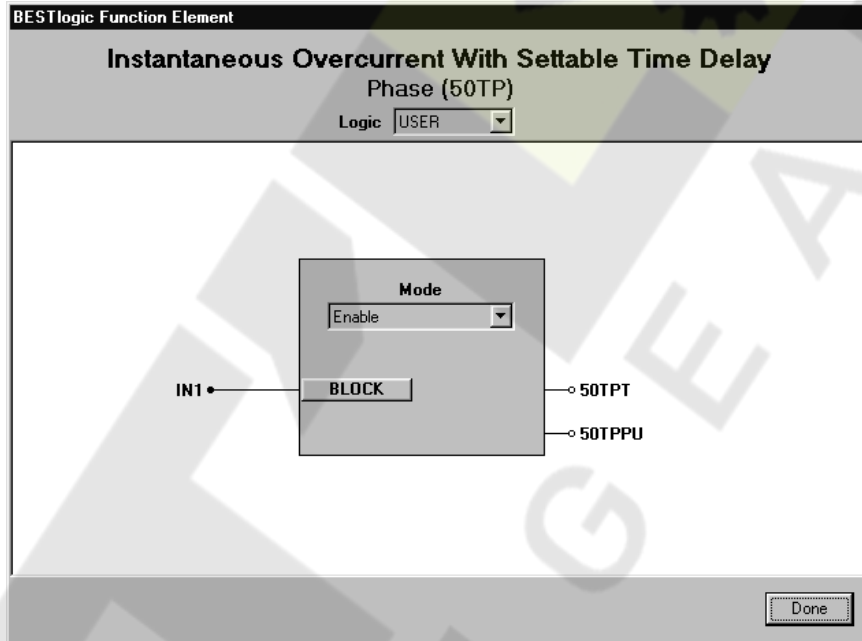 BESTlogic Function Element
Instantaneous Overcurrent With Settable Time Delay
Phase (50TP)
Logic USER
Mode
Enable
IN1 BLOCK 50TPT
50TPPU
Done